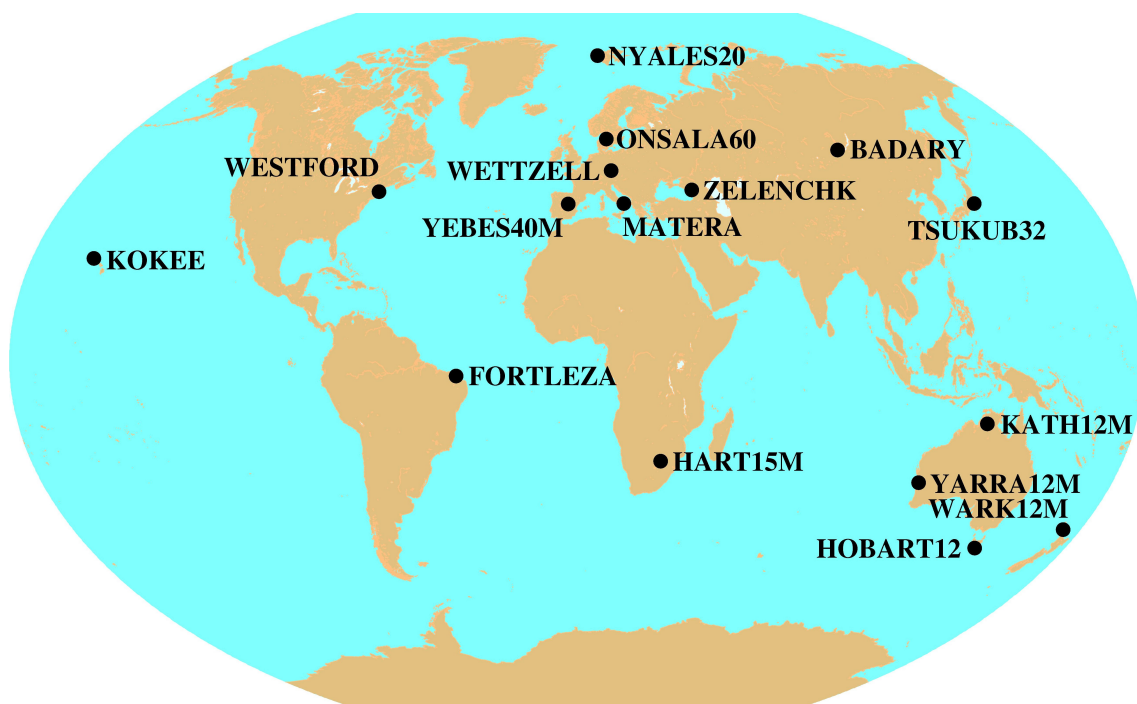 NYALES20
ONSALA60
BADARY
WESTFORD
WETTZELL
ZELENCHK
YEBES40M
MATERA
TSUKUB32
KOKEE
FORTLEZA
KATH12M
HART15M
YARRA12M
WARK12M
HOBART12